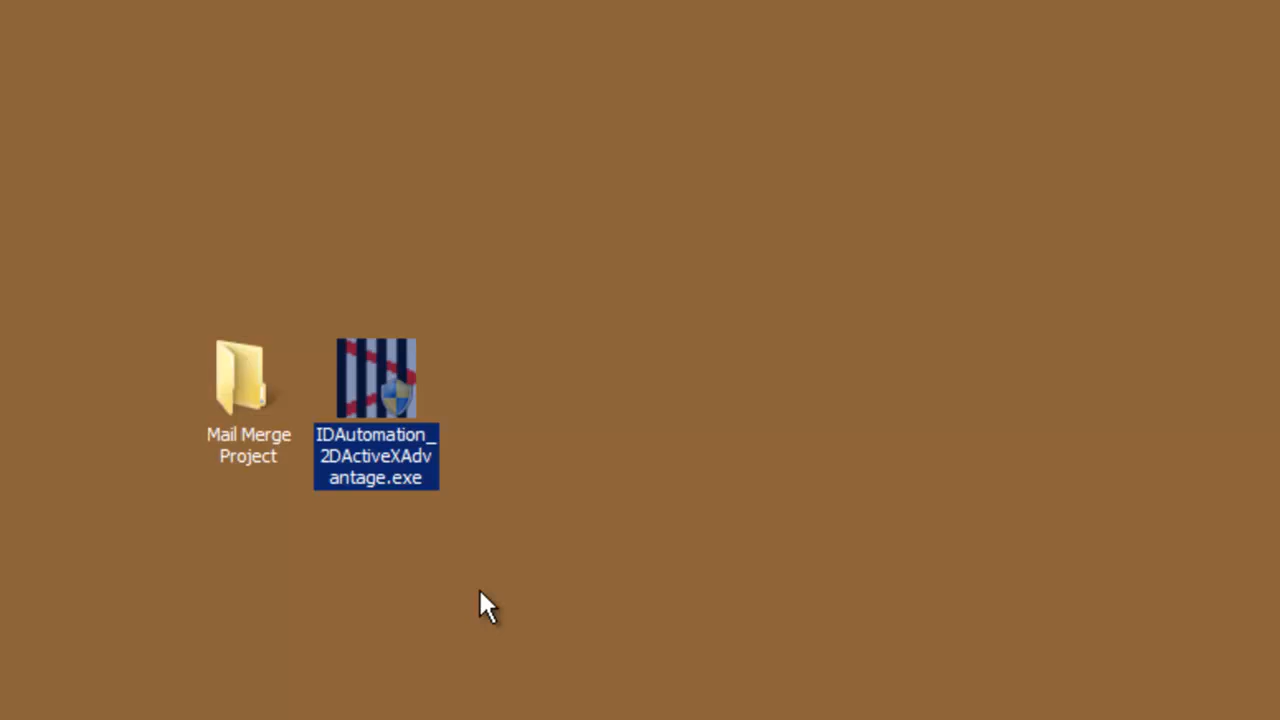 Mail Merge
Project
IDAutomation_
2DActiveXAdv
antage.exe